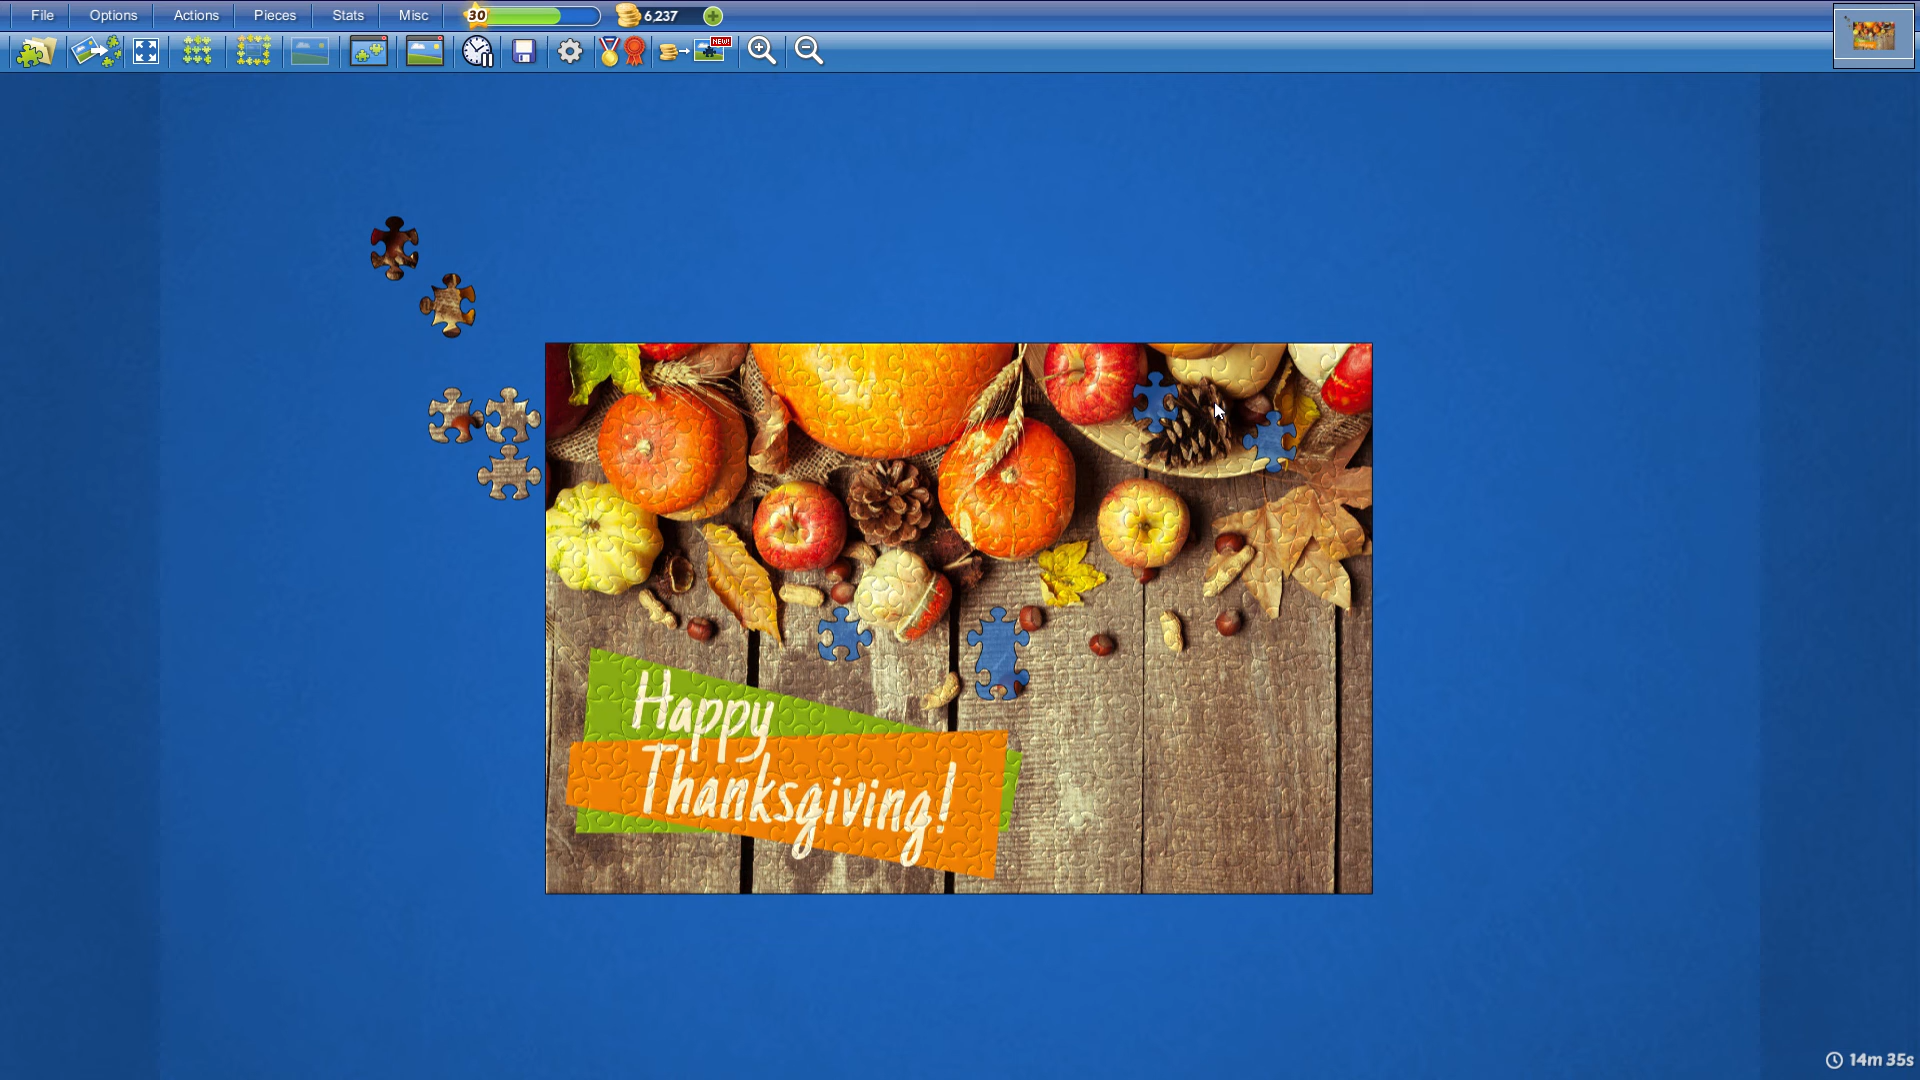 File Options Actions Pieces Stats Misc 30 6,237
NEW!
Happy
Thanksgiving!
14m 35s